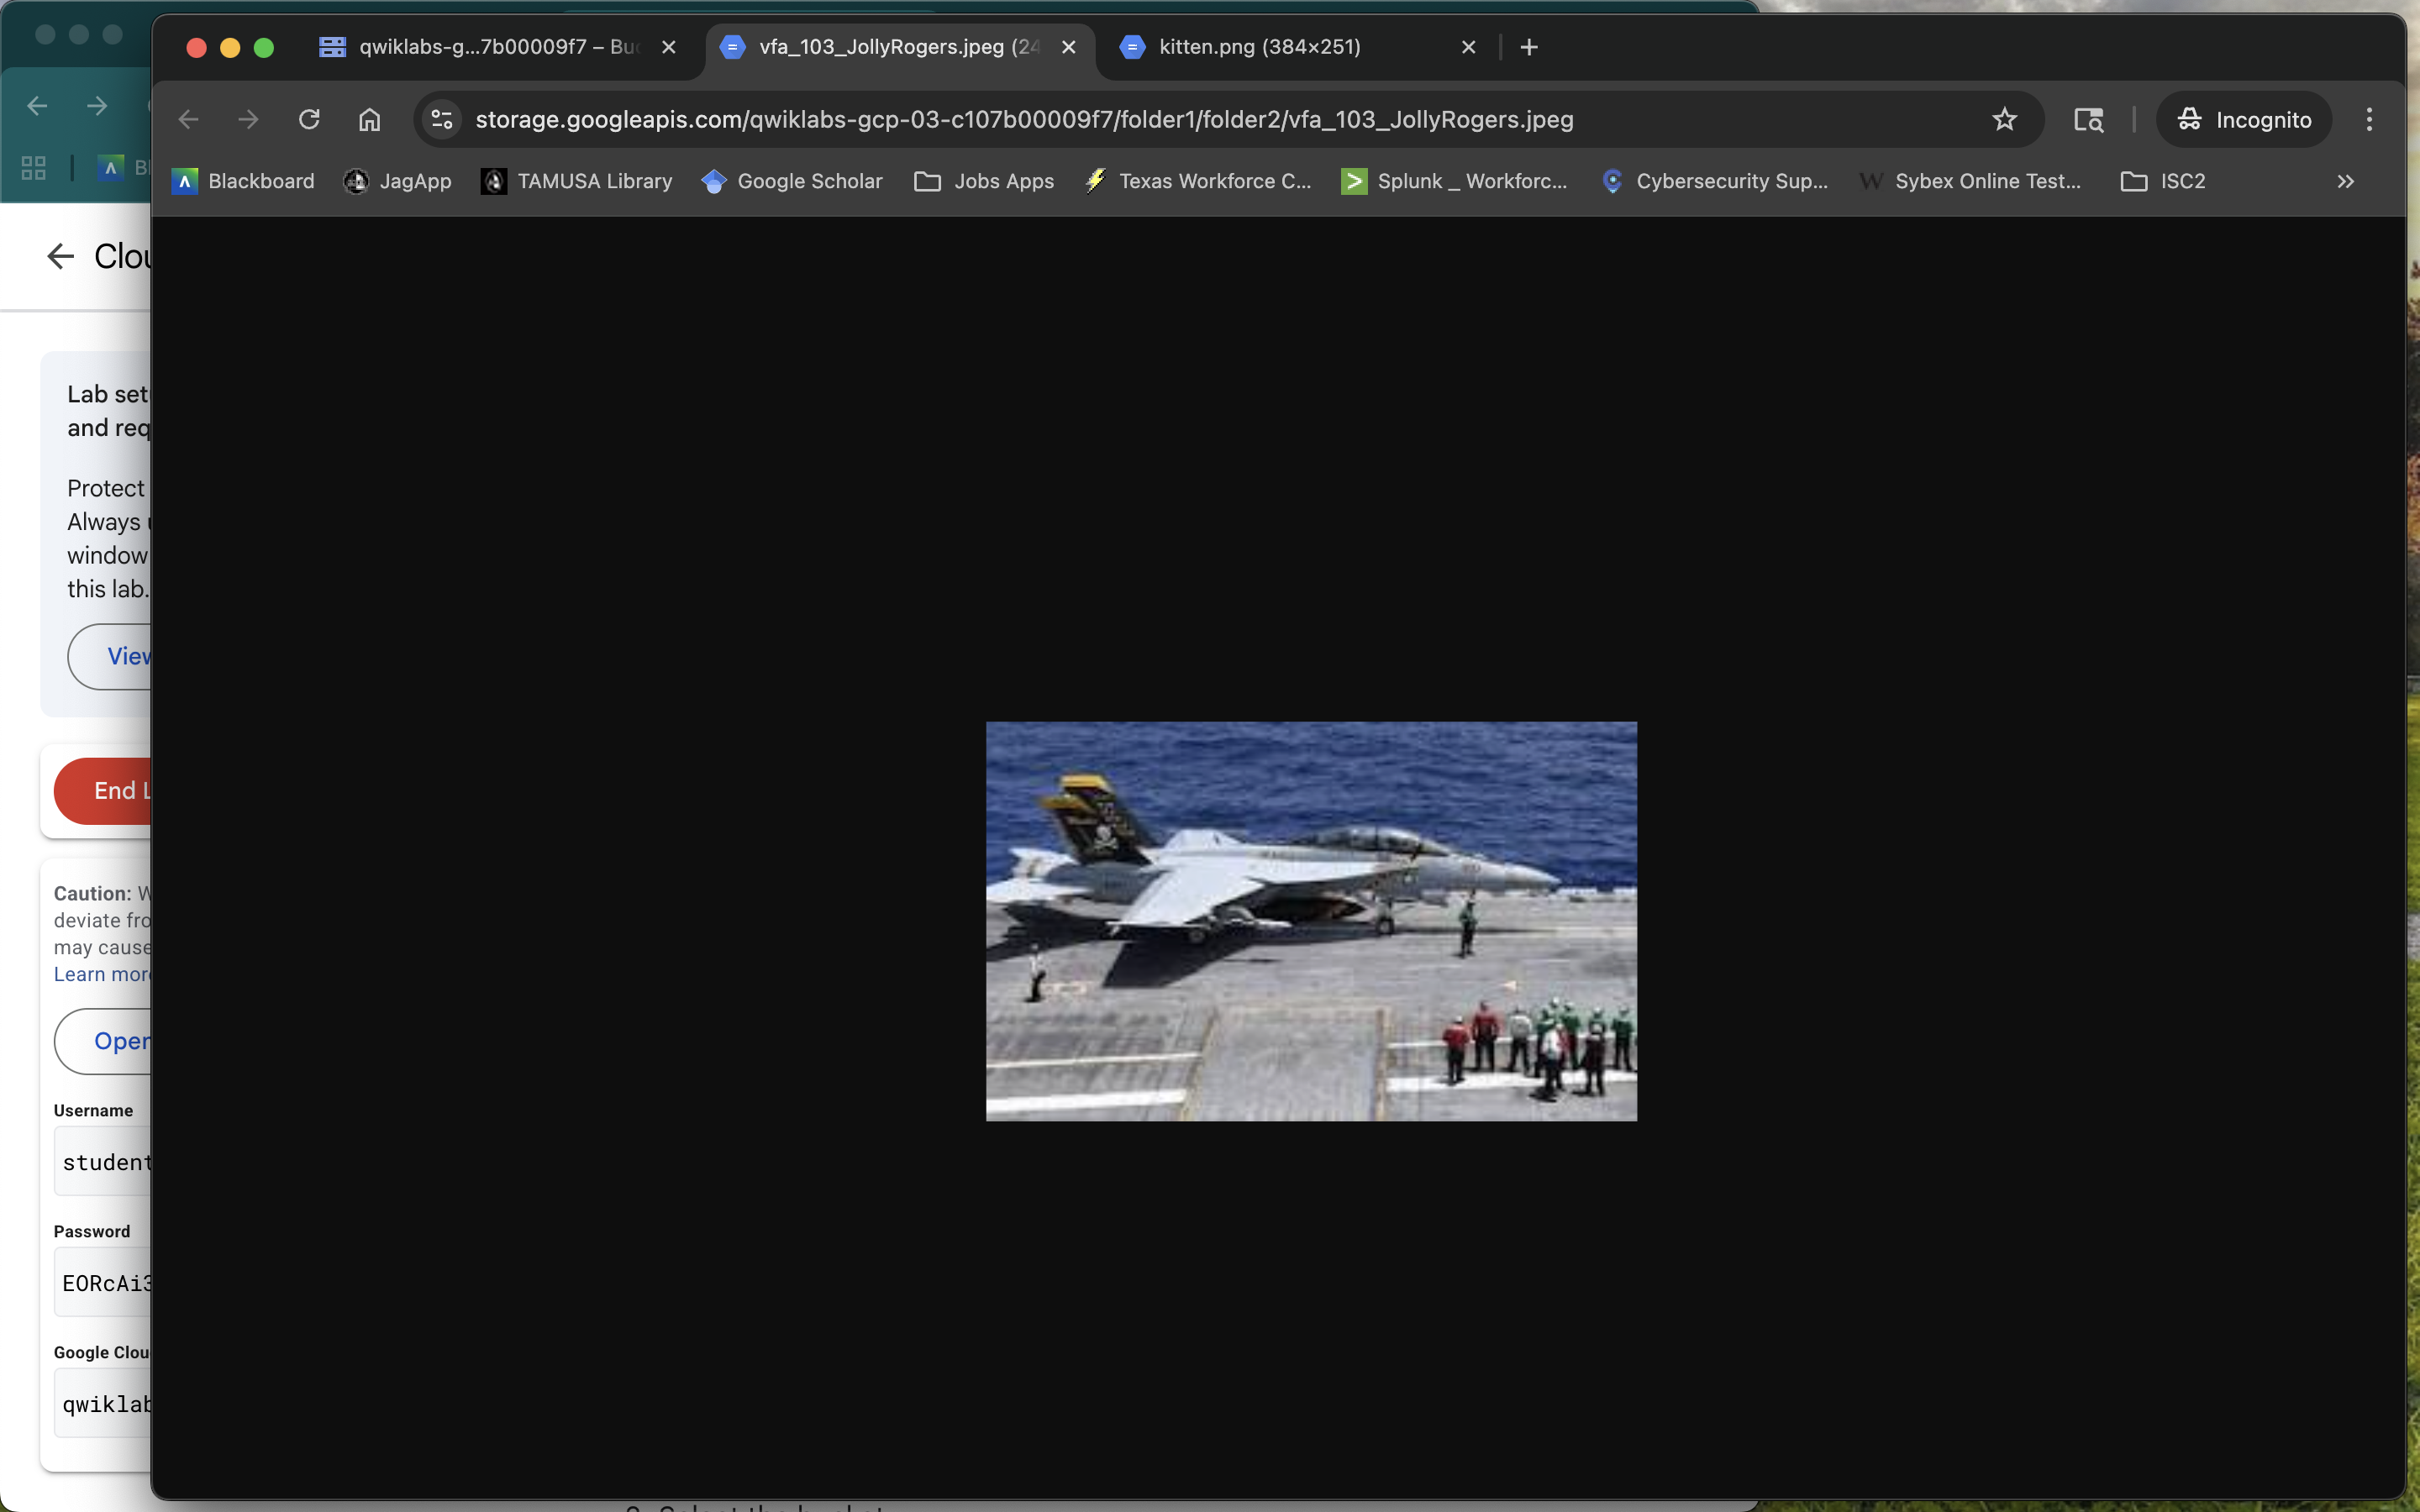 qwiklabs-g...7b00009f7 – Bu
vfa_103_JollyRogers.jpeg (24
kitten.png (384×251)
storage.googleapis.com/qwiklabs-gcp-03-c107b00009f7/folder1/folder2/vfa_103_JollyRogers.jpeg
Incognito
Blackboard
JagApp
TAMUSA Library
Google Scholar
Jobs Apps
Texas Workforce C...
Splunk _ Workforc...
Cybersecurity Sup...
Sybex Online Test...
ISC2
Bl
Clou
Lab set
and req
Protect
Always u
window
this lab.
View
End L
Caution: W
deviate fro
may cause
Learn more
Open
Username
student
Password
EORcAi3
Google Clou
qwiklab